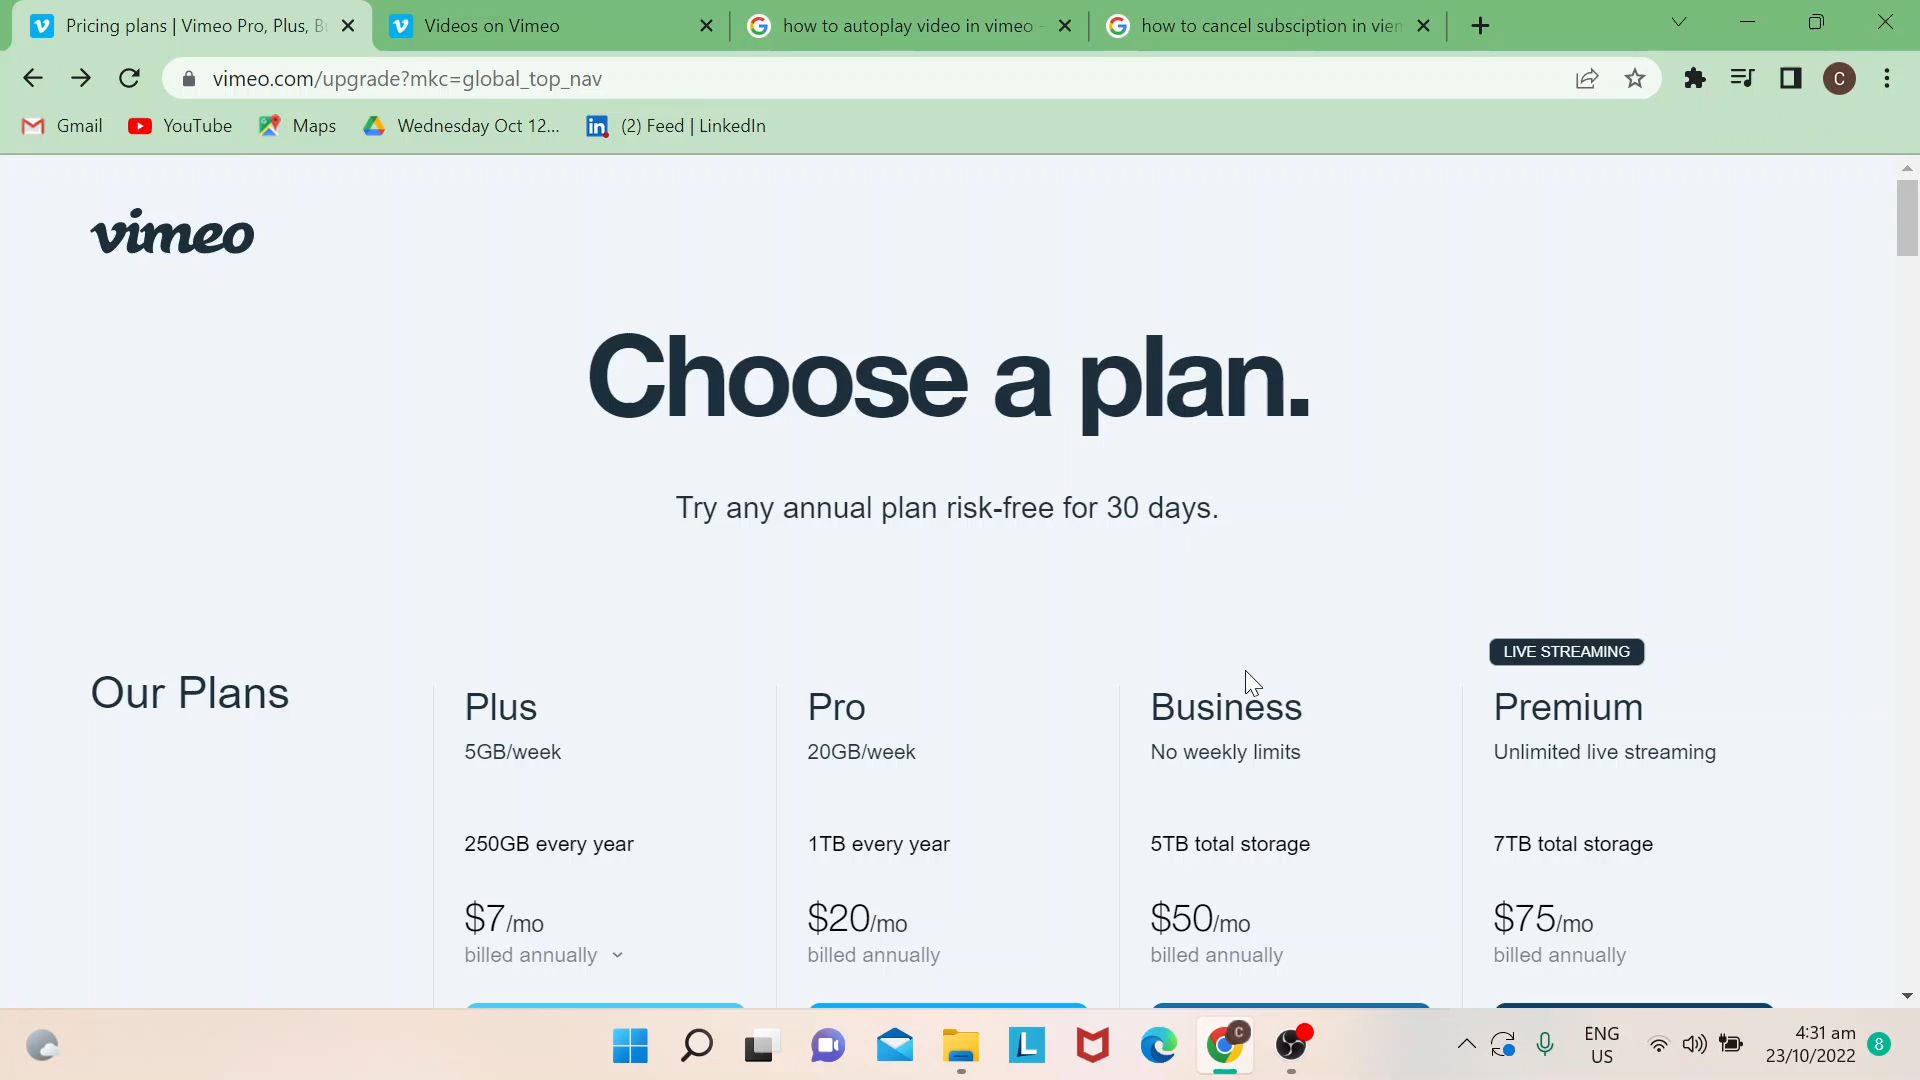 Pricing plans | Vimeo Pro, Plus, B
Videos on Vimeo
how to autoplay video in vimeo -
how to cancel subsciption in vien
vimeo.com/upgrade?mkc=global_top_nav
C
Gmail
YouTube
Maps
Wednesday Oct 12...
(2) Feed | LinkedIn
vimeo
Choose a plan.
Try any annual plan risk-free for 30 days.
LIVE STREAMING
Our Plans
Plus
Pro
Business
Premium
5GB/week
20GB/week
No weekly limits
Unlimited live streaming
250GB every year
1TB every year
5TB total storage
7TB total storage
$7/mo
$20/mo
$50/mo
$75/mo
billed annually
billed annually
billed annually
billed annually
ENG
US
4:31 am
23/10/2022
8